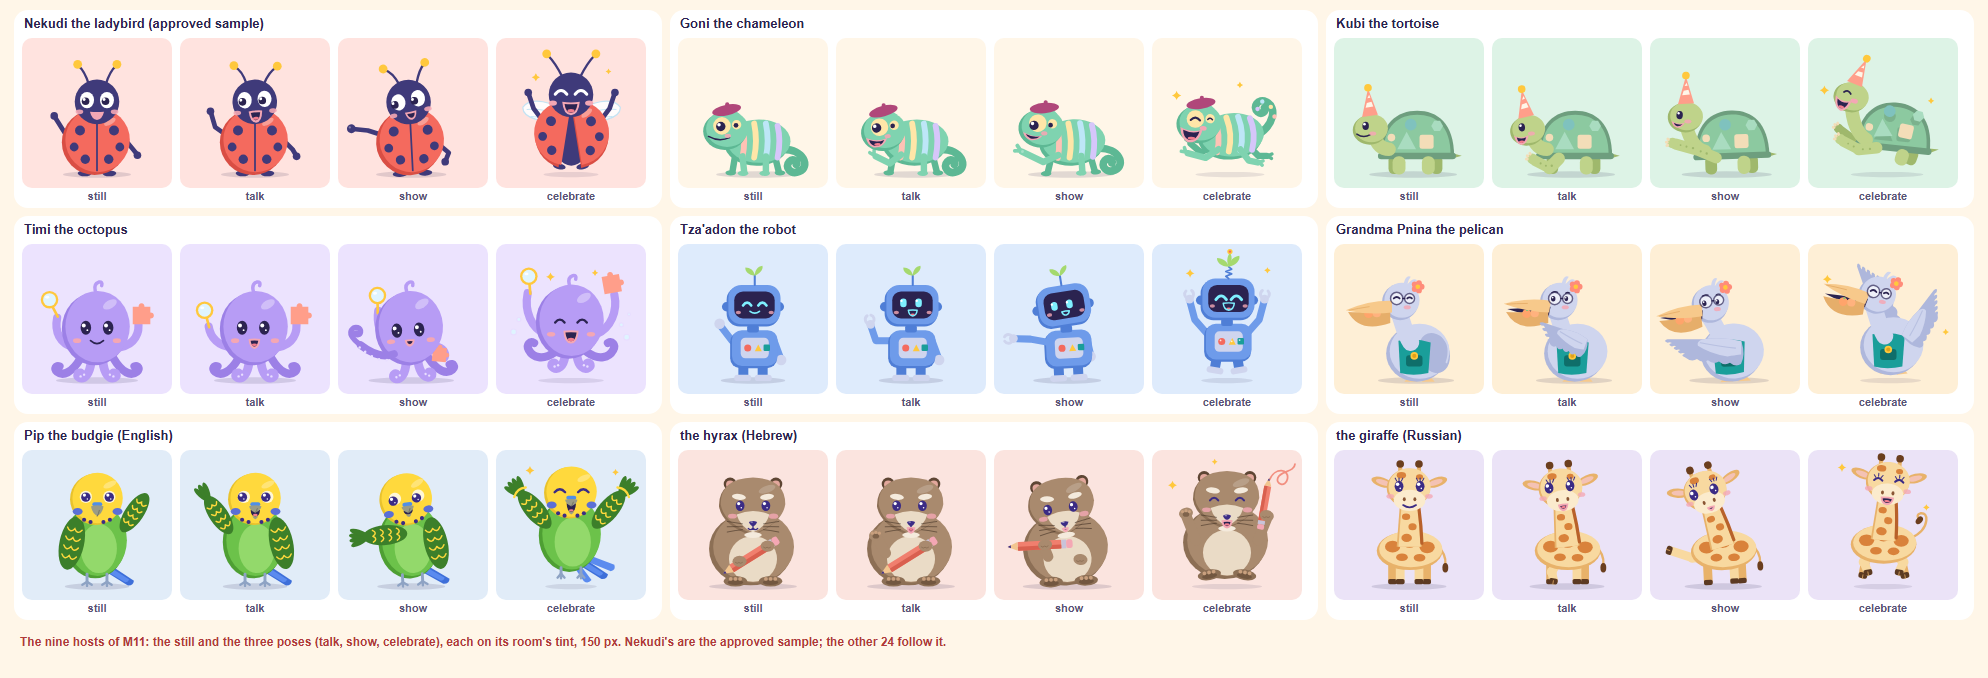 Nekudi the ladybird (approved sample)
still talk show celebrate
Goni the chameleon
still talk show celebrate
Kubi the tortoise
still talk show celebrate
Timi the octopus
still talk show celebrate
Tza'adon the robot
still talk show celebrate
Grandma Pnina the pelican
still talk show celebrate
Pip the budgie (English)
still talk show celebrate
the hyrax (Hebrew)
still talk show celebrate
the giraffe (Russian)
still talk show celebrate
The nine hosts of M11: the still and the three poses (talk, show, celebrate), each on its room's tint, 150 px. Nekudi's are the approved sample; the other 24 follow it.